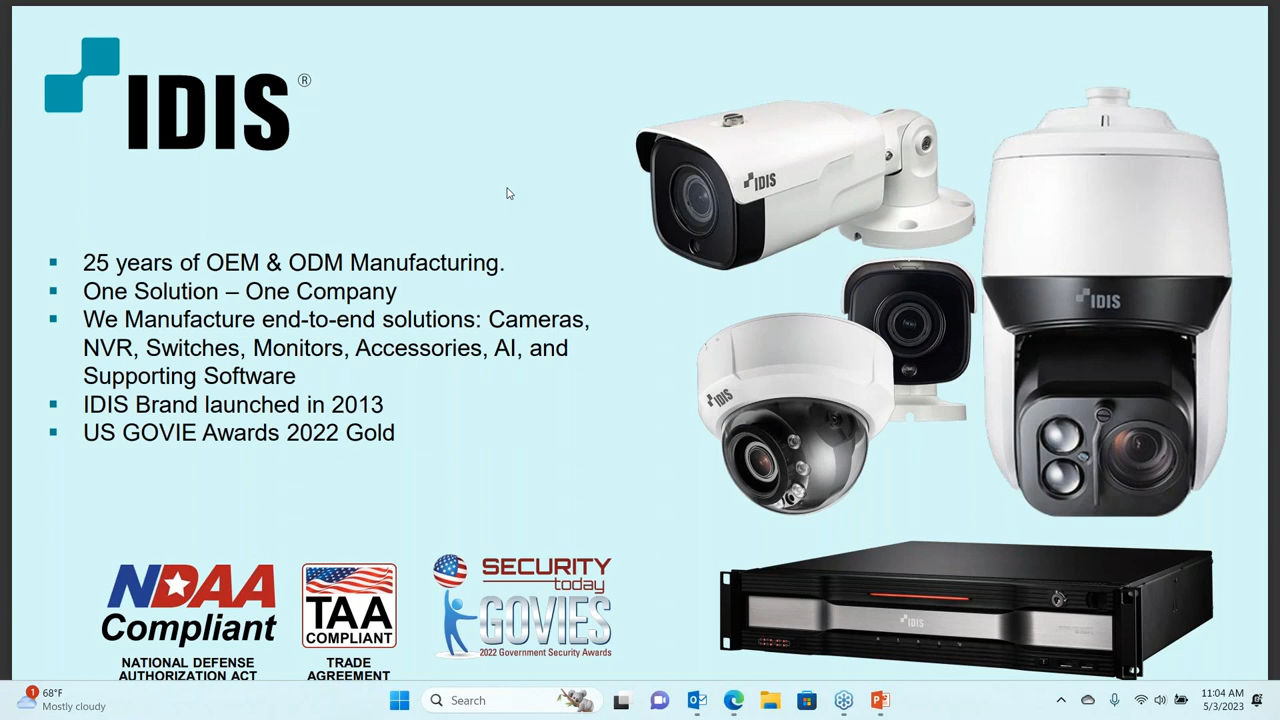 IDIS®
25 years of OEM & ODM Manufacturing.
One Solution – One Company
We Manufacture end-to-end solutions: Cameras,
NVR, Switches, Monitors, Accessories, AI, and
Supporting Software
IDIS Brand launched in 2013
US GOVIE Awards 2022 Gold
IDIS
IDIS
IDIS
IDIS
NDAA
Compliant
NATIONAL DEFENSE
AUTHORIZATION ACT
TAA
COMPLIANT
TRADE
AGREEMENT
SECURITY
today
GOVIES
2022 Government Security Awards
1
68°F
Mostly cloudy
Search
11:04 AM
5/3/2023